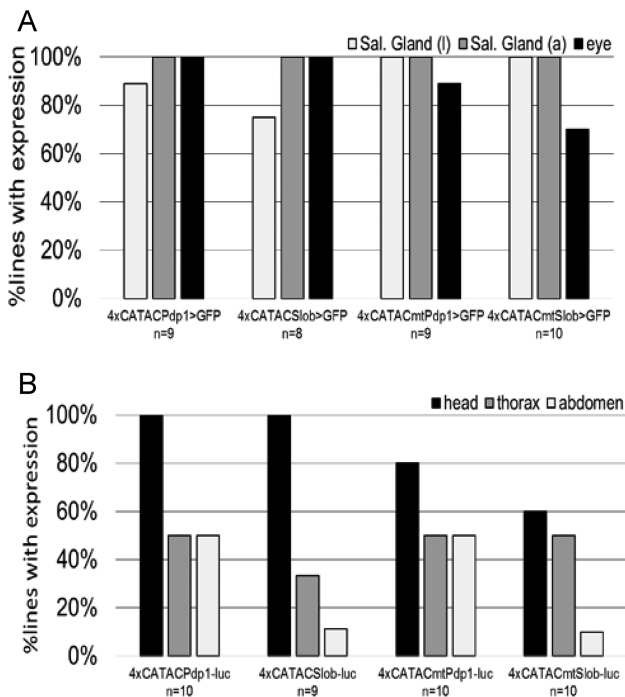 A
Sal. Gland (l) Sal. Gland (a) eye
%lines with expression
100%
80%
60%
40%
20%
0%
4xCATACPdp1>GFP 4xCATACSlob>GFP 4xCATACmtPdp1>GFP 4xCATACmtSlob>GFP
n=9 n=8 n=9 n=10
B
head thorax abdomen
%lines with expression
100%
80%
60%
40%
20%
0%
4xCATACPdp1-luc 4xCATACSlob-luc 4xCATACmtPdp1-luc 4xCATACmtSlob-luc
n=10 n=9 n=10 n=10